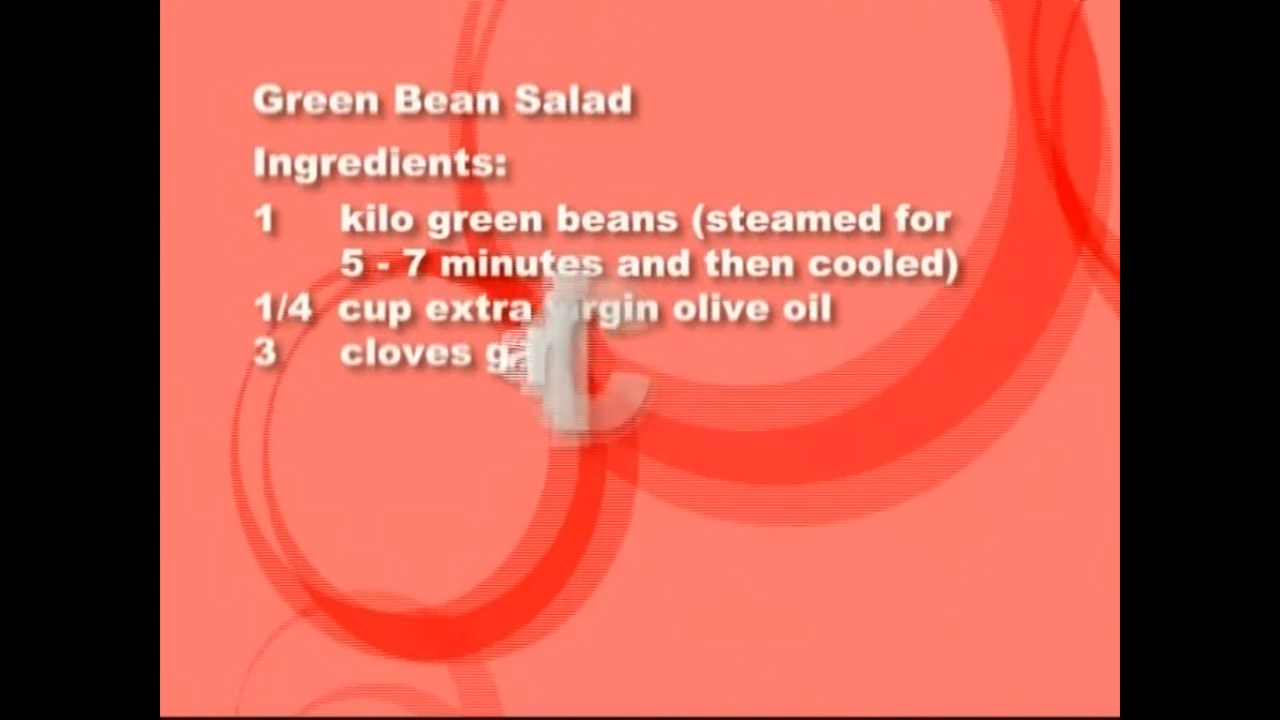 Green Bean Salad
Ingredients:
1 kilo green beans (steamed for
5 - 7 minutes and then cooled)
1/4 cup extra virgin olive oil
3 cloves